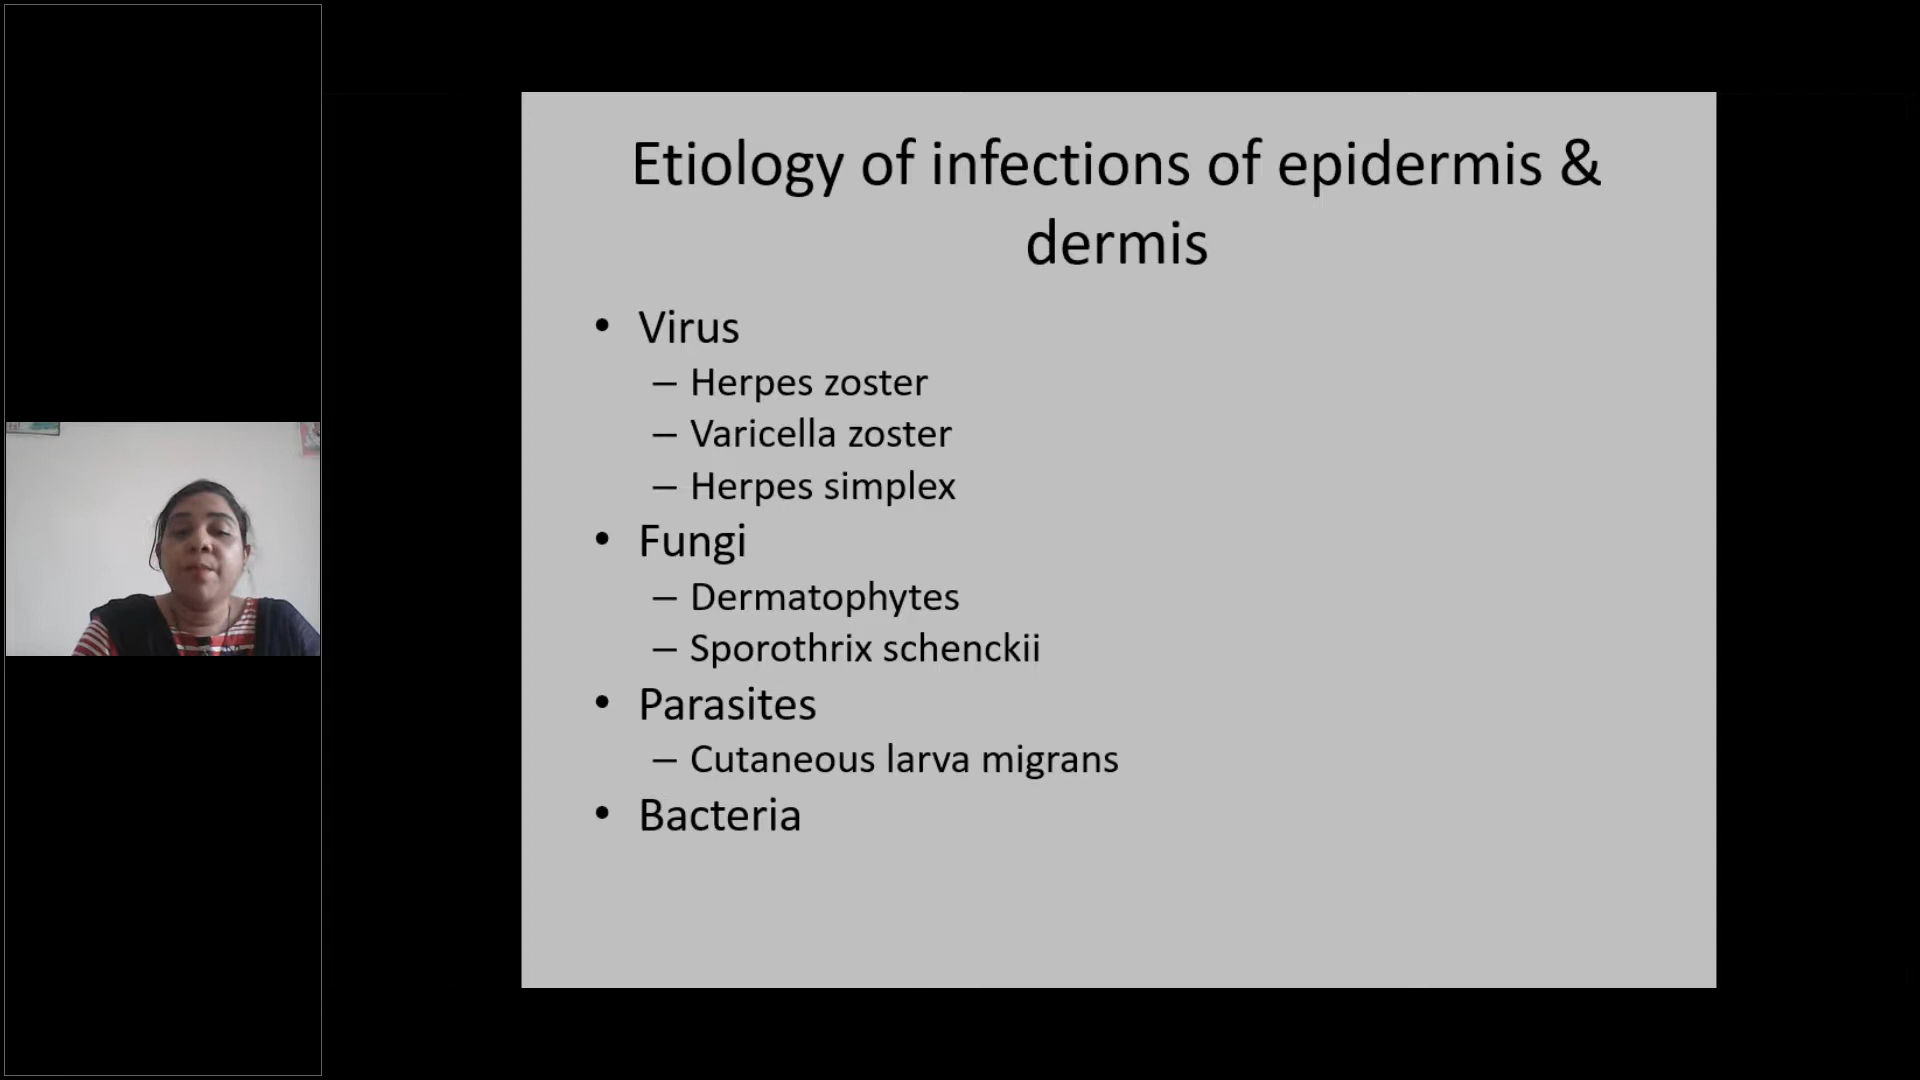 Etiology of infections of epidermis &
dermis
• Virus
– Herpes zoster
– Varicella zoster
– Herpes simplex
• Fungi
– Dermatophytes
– Sporothrix schenckii
• Parasites
– Cutaneous larva migrans
• Bacteria